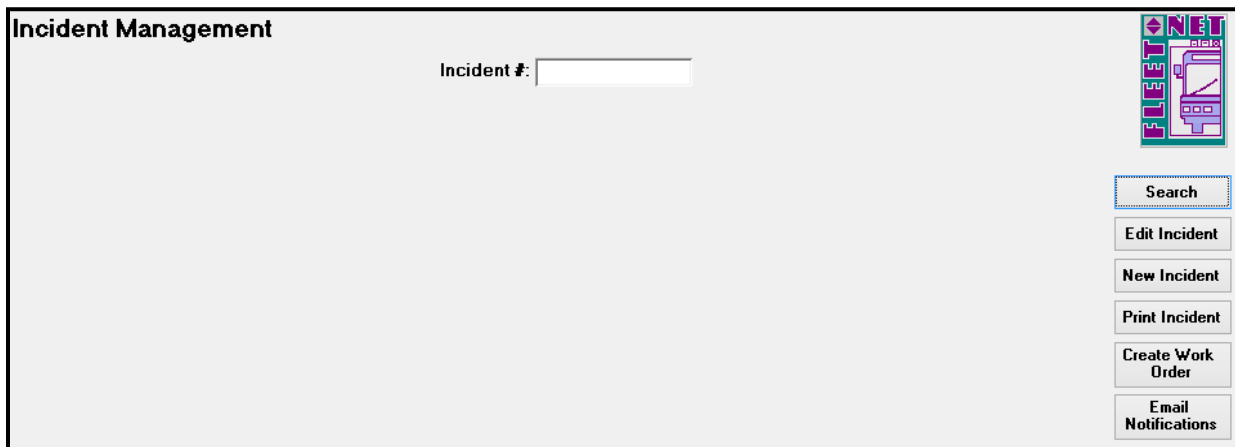 Incident Management
Incident #:
FLEET
NET
Search
Edit Incident
New Incident
Print Incident
Create Work
Order
Email
Notifications